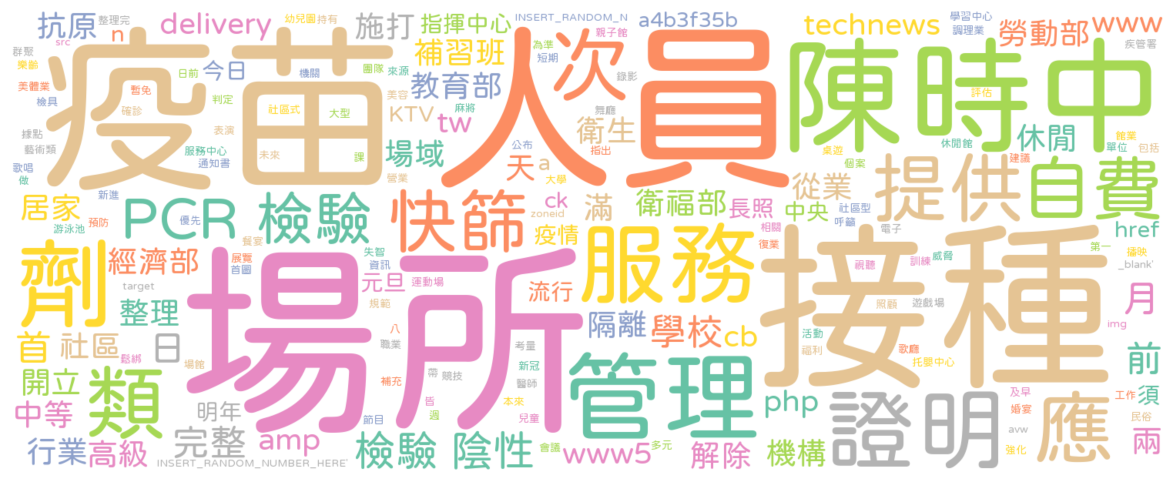 抗原
整理完
src
delivery
施打
幼兒園
持有
指揮中心
INSERT_RANDOM_N
a4b3f35b
technews
學習中心
調理業
勞動部
www
疾管署
n
群聚
樂齡
美體業
檢具
今日
日前
暫免
確診
判定
機關
團隊
來源
補習班
親子館
為準
短期
錄影
教育部
美容
KTV
麻將
tw
疫苗
人員
次
陳時中
評估
據點
藝術類
歌唱
做
表演
服務中心
通知書
社區式
大型
未來
課
場域
營業
公布
指出
大學
舞廳
衛生
天
a
桌遊
個案
休閒館
休閒
建議
單位
館業
包括
居家
游泳池
新進
預防
優先
PCR
檢驗
快篩
ck
zoneid
滿
疫情
衛福部
長照
相關
復業
從業
中央
社區型
呼籲
提供
電子
自費
href
劑
經濟部
餐室
展覽
首圖
target
失智
資訊
元旦
運動場
規範
流行
服務
視聽
訓練
威脅
第一
播映
_blank'
整理
場所
隔離
學校
cb
接種
照顧
遊戲場
月
img
首
社區
日
鬆綁
場館
八
職業
補充
考量
新冠
醫師
帶
競技
本來
皆
週
兒童
活動
福利
歌廳
托嬰中心
前
開立
類
管理
php
及早
婚宴
工作
須
民俗
中等
明年
完整
節目
會議
多元
證明
應
avw
強化
兩
行業
高級
amp
INSERT_RANDOM_NUMBER_HERE'
檢驗
陰性
www5
解除
機構